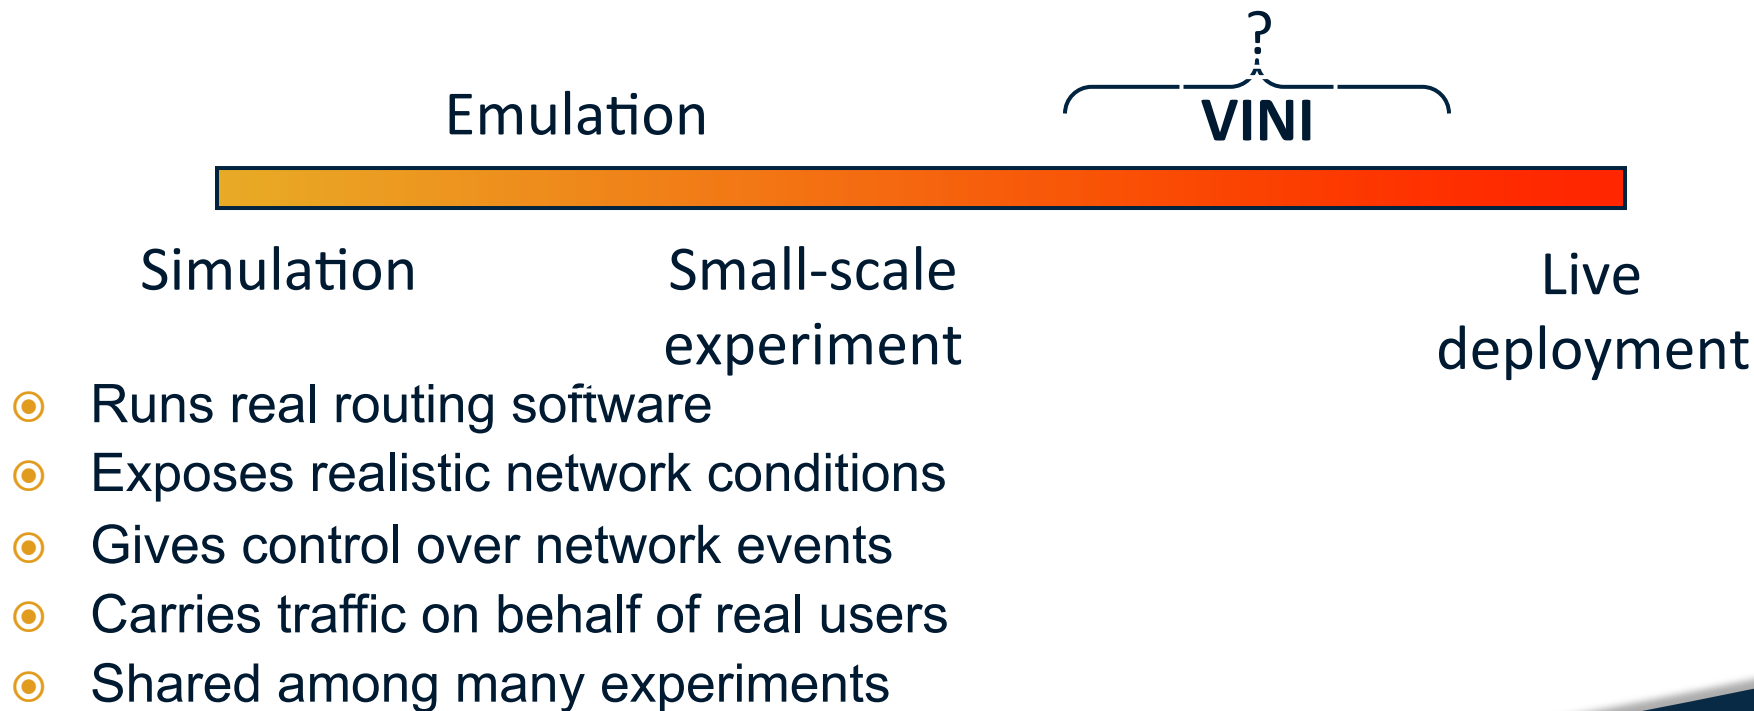 ?
Emulation
VINI
Simulation
Small-scale
experiment
Live
deployment
Runs real routing software
Exposes realistic network conditions
Gives control over network events
Carries traffic on behalf of real users
Shared among many experiments